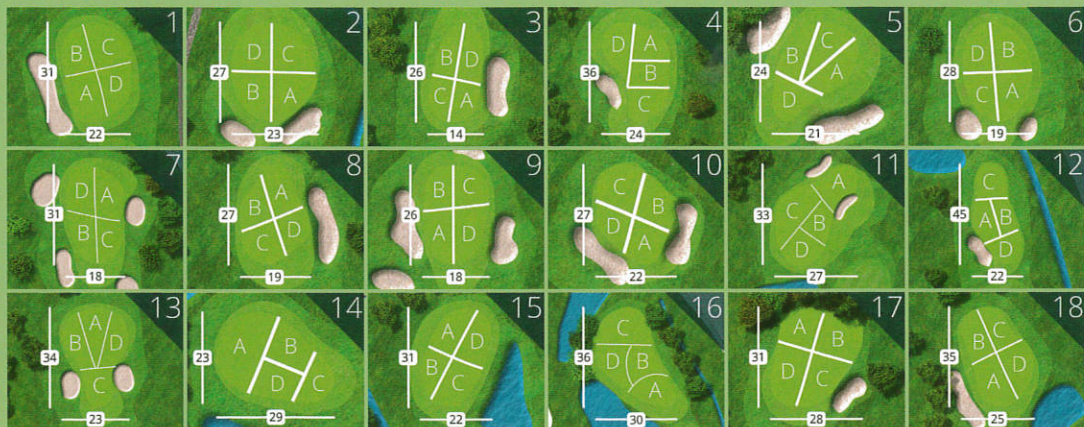 1
B C
31
A D
22
2
D C
27
B A
23
3
B D
26
C A
14
4
D A
36
B
C
24
5
C
B A
24
D
21
6
D B
28
C A
19
7
D A
31
B C
18
8
A
B
27
C D
19
9
B C
26
A D
18
10
C B
27
D A
22
11
A
C
33
B
D
27
12
C
45
A B
D
22
13
A
B D
34
C
23
14
A B
23
D C
29
15
A D
31
B C
22
16
C
36
D B
A
30
17
A B
31
D C
28
18
B C
35
A D
25